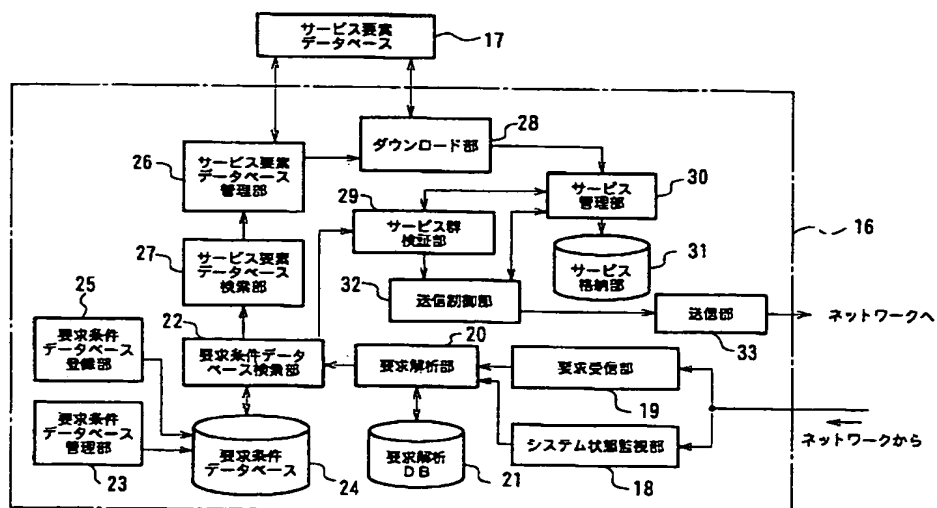 サービス要素
データベース
17
ダウンロード部
28
26
サービス要素
データベース
管理部
サービス
管理部
30
29
サービス群
検証部
16
27
サービス要素
データベース
検索部
サービス
格納部
31
32
送信制御部
25
要求条件
データベース
登録部
22
要求条件データ
ベース検索部
20
要求解析部
送信部
33
ネットワークへ
要求受信部
19
要求条件
データベース
管理部
23
要求条件
データベース
24
要求解析
DB
21
システム状態監視部
18
ネットワークから